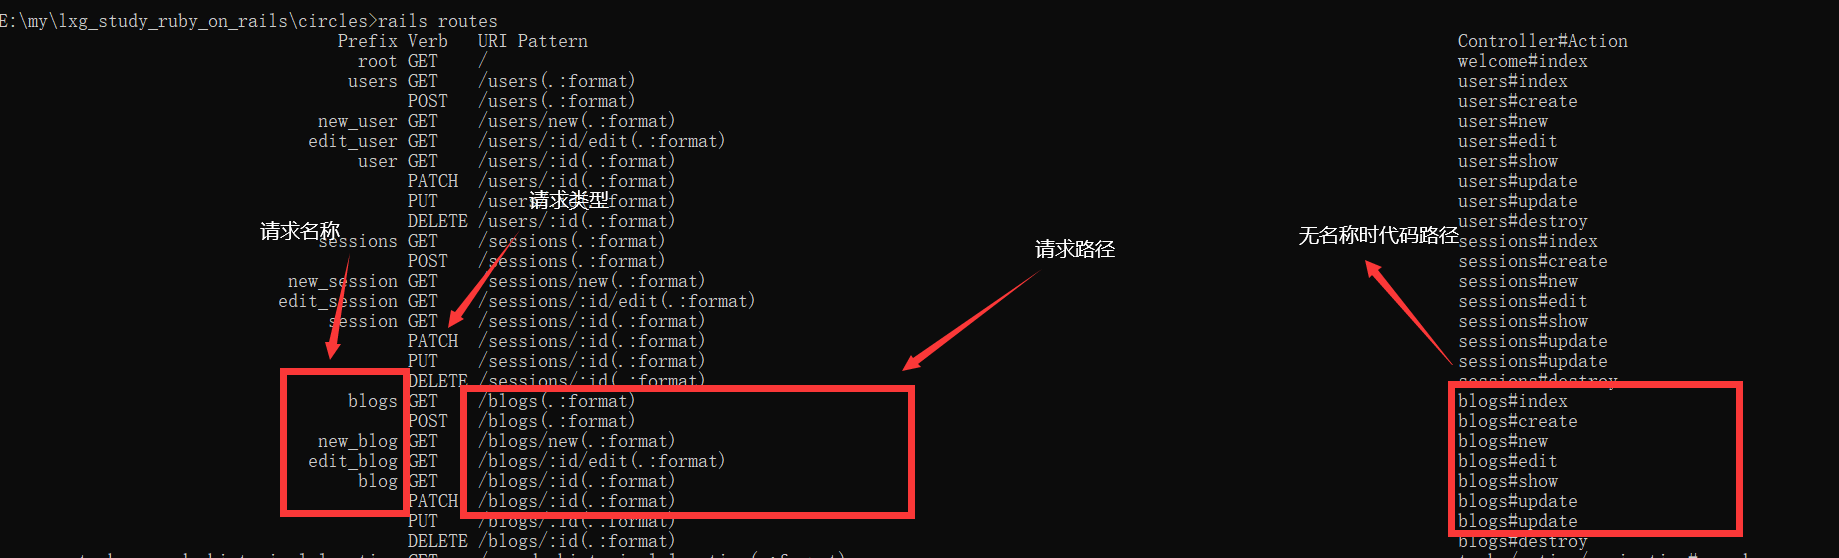 E:\my\lxg_study_ruby_on_rails\circles>rails routes
Prefix Verb URI Pattern Controller#Action
root GET / welcome#index
users GET /users(.:format) users#index
POST /users(.:format) users#create
new_user GET /users/new(.:format) users#new
edit_user GET /users/:id/edit(.:format) users#edit
user GET /users/:id(.:format) users#show
PATCH /users/:id(.:format) users#update
PUT /users/:id(.:format) users#update
请求类型
DELETE /users/:id(.:format) users#destroy
请求名称
无名称时代码路径
sessions GET /sessions(.:format) sessions#index
请求路径
POST /sessions(.:format) sessions#create
new_session GET /sessions/new(.:format) sessions#new
edit_session GET /sessions/:id/edit(.:format) sessions#edit
session GET /sessions/:id(.:format) sessions#show
PATCH /sessions/:id(.:format) sessions#update
PUT /sessions/:id(.:format) sessions#update
DELETE /sessions/:id(.:format) sessions#destroy
blogs GET /blogs(.:format) blogs#index
POST /blogs(.:format) blogs#create
new_blog GET /blogs/new(.:format) blogs#new
edit_blog GET /blogs/:id/edit(.:format) blogs#edit
blog GET /blogs/:id(.:format) blogs#show
PATCH /blogs/:id(.:format) blogs#update
PUT /blogs/:id(.:format) blogs#update
DELETE /blogs/:id(.:format) blogs#destroy